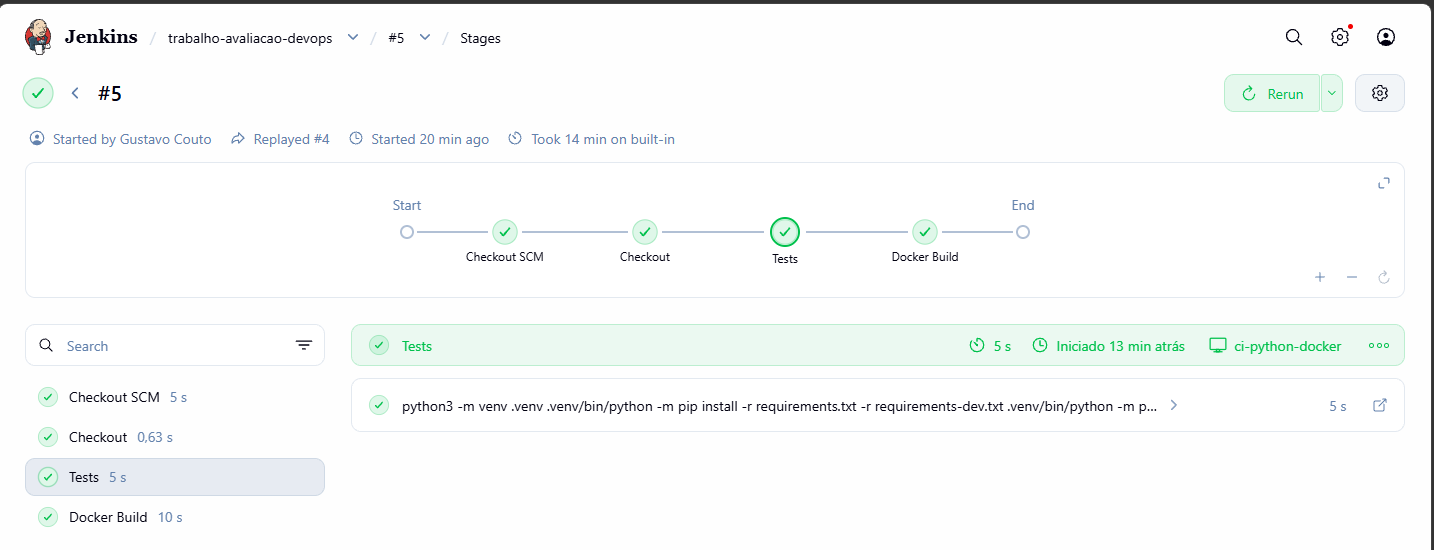 Jenkins / trabalho-avaliacao-devops / #5 / Stages
#5
Rerun
Started by Gustavo Couto Replayed #4 Started 20 min ago Took 14 min on built-in
Start End
Checkout SCM Checkout Tests Docker Build
Search
Tests 5 s Iniciado 13 min atrás ci-python-docker
Checkout SCM 5 s
python3 -m venv .venv .venv/bin/python -m pip install -r requirements.txt -r requirements-dev.txt .venv/bin/python -m p... 5 s
Checkout 0,63 s
Tests 5 s
Docker Build 10 s